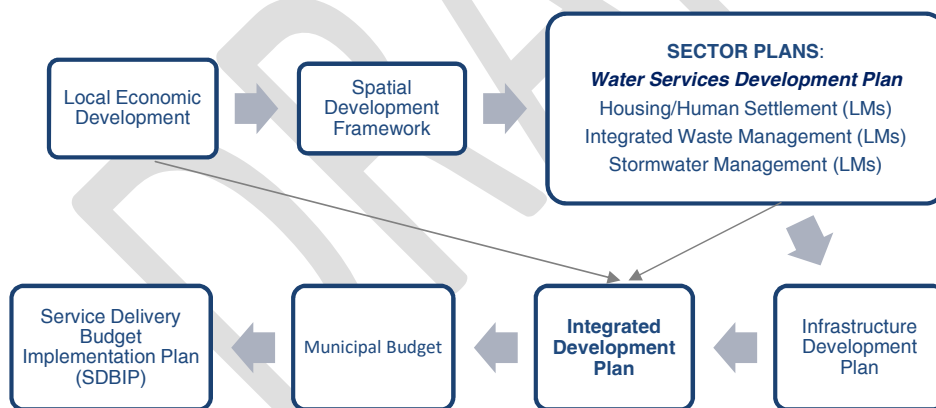 Local Economic
Development
Spatial
Development
Framework
SECTOR PLANS:
Water Services Development Plan
Housing/Human Settlement (LMs)
Integrated Waste Management (LMs)
Stormwater Management (LMs)
Service Delivery
Budget
Implementation Plan
(SDBIP)
Municipal Budget
Integrated
Development
Plan
Infrastructure
Development
Plan